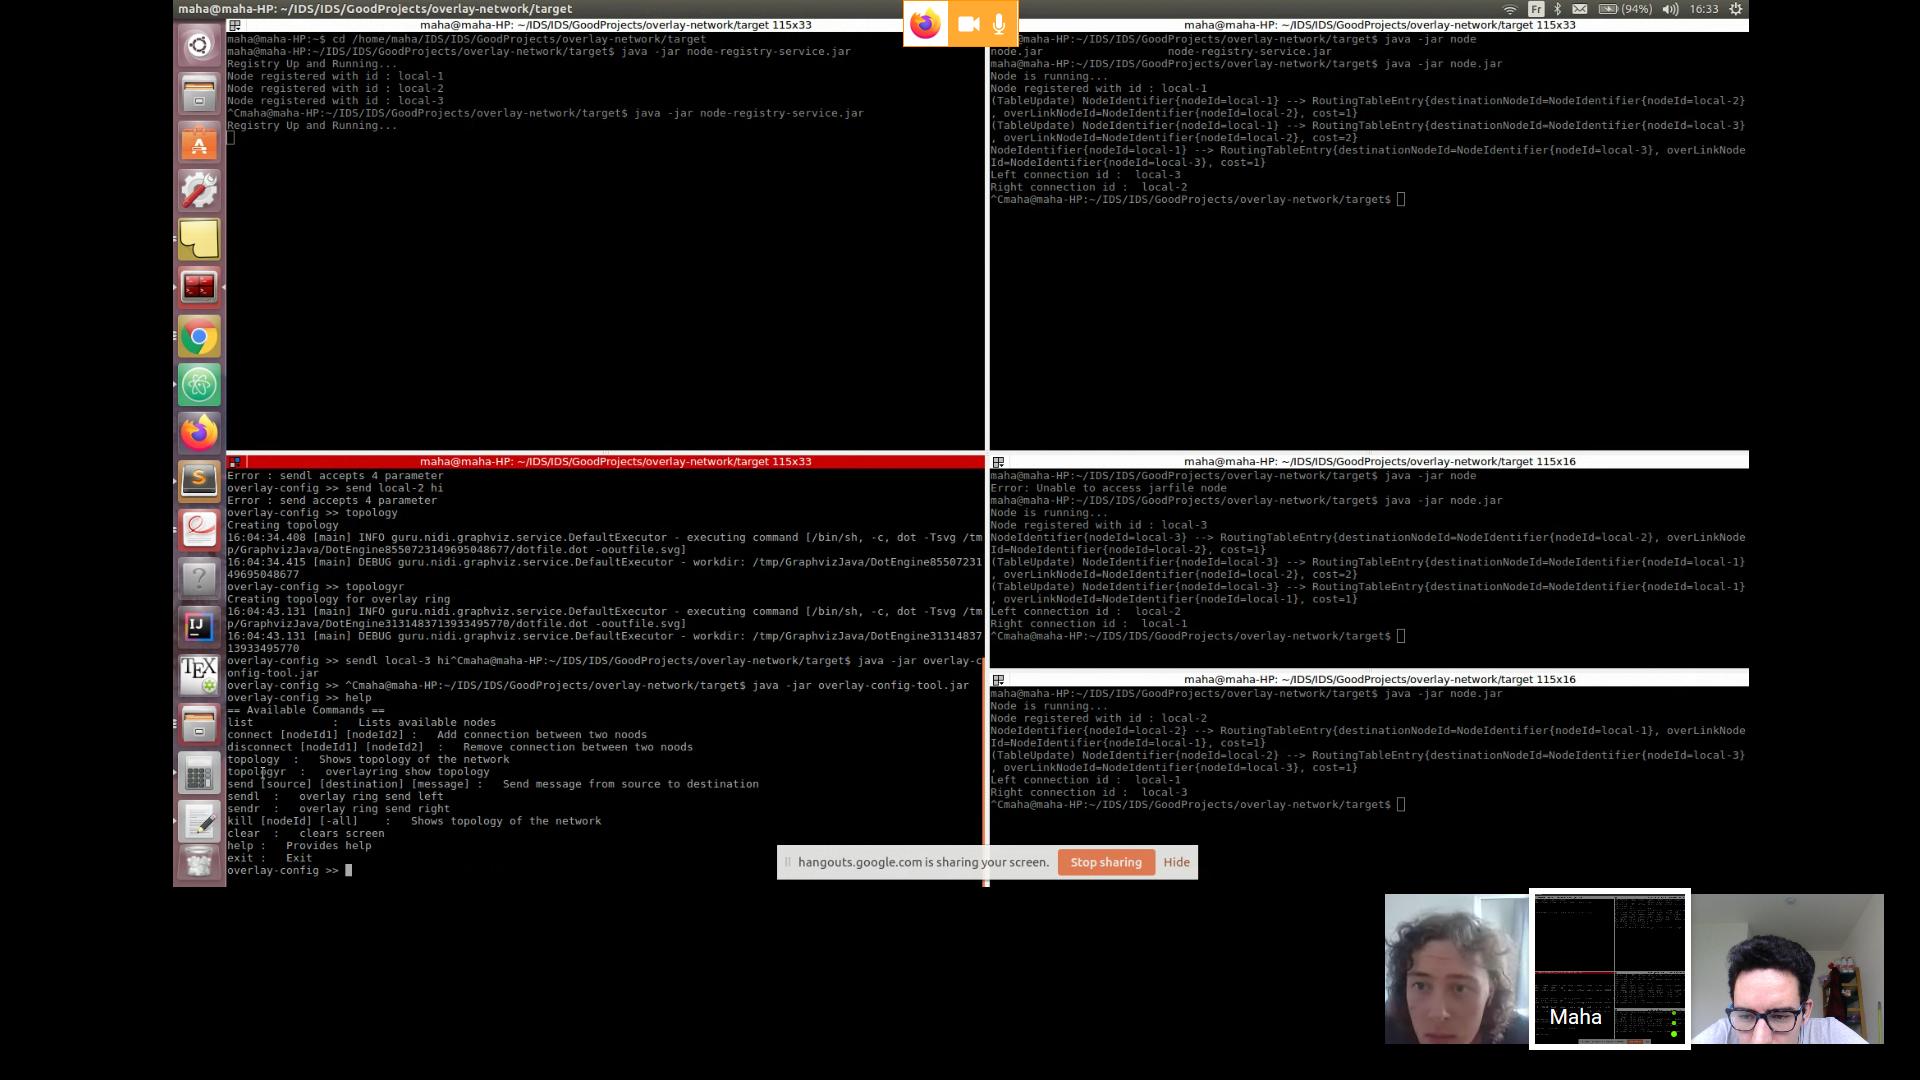 maha@maha-HP: ~/IDS/IDS/GoodProjects/overlay-network/target
Fr
(94%)
16:33
maha@maha-HP: ~/IDS/IDS/GoodProjects/overlay-network/target 115x33
maha@maha-HP:~$ cd /home/maha/IDS/IDS/GoodProjects/overlay-network/target
maha@maha-HP:~/IDS/IDS/GoodProjects/overlay-network/target$ java -jar node-registry-service.jar
Registry Up and Running...
Node registered with id : local-1
Node registered with id : local-2
Node registered with id : local-3
^Cmaha@maha-HP:~/IDS/IDS/GoodProjects/overlay-network/target$ java -jar node-registry-service.jar
Registry Up and Running...
maha@maha-HP: ~/IDS/IDS/GoodProjects/overlay-network/target 115x33
@maha-HP:~/IDS/IDS/GoodProjects/overlay-network/target$ java -jar node
node.jar node-registry-service.jar
maha@maha-HP:~/IDS/IDS/GoodProjects/overlay-network/target$ java -jar node.jar
Node is running...
Node registered with id : local-1
(TableUpdate) NodeIdentifier{nodeId=local-1} --> RoutingTableEntry{destinationNodeId=NodeIdentifier{nodeId=local-2}
, overLinkNodeId=NodeIdentifier{nodeId=local-2}, cost=1}
(TableUpdate) NodeIdentifier{nodeId=local-1} --> RoutingTableEntry{destinationNodeId=NodeIdentifier{nodeId=local-3}
, overLinkNodeId=NodeIdentifier{nodeId=local-2}, cost=2}
NodeIdentifier{nodeId=local-1} --> RoutingTableEntry{destinationNodeId=NodeIdentifier{nodeId=local-3}, overLinkNode
Id=NodeIdentifier{nodeId=local-3}, cost=1}
Left connection id : local-3
Right connection id : local-2
^Cmaha@maha-HP:~/IDS/IDS/GoodProjects/overlay-network/target$
maha@maha-HP: ~/IDS/IDS/GoodProjects/overlay-network/target 115x33
Error : sendl accepts 4 parameter
overlay-config >> send local-2 hi
Error : send accepts 4 parameter
overlay-config >> topology
Creating topology
16:04:34.408 [main] INFO guru.nidi.graphviz.service.DefaultExecutor - executing command [/bin/sh, -c, dot -Tsvg /tm
p/GraphvizJava/DotEngine8550723149695048677/dotfile.dot -ooutfile.svg]
16:04:34.415 [main] DEBUG guru.nidi.graphviz.service.DefaultExecutor - workdir: /tmp/GraphvizJava/DotEngine85507231
49695048677
overlay-config >> topologyr
Creating topology for overlay ring
16:04:43.131 [main] INFO guru.nidi.graphviz.service.DefaultExecutor - executing command [/bin/sh, -c, dot -Tsvg /tm
p/GraphvizJava/DotEngine3131483713933495770/dotfile.dot -ooutfile.svg]
16:04:43.131 [main] DEBUG guru.nidi.graphviz.service.DefaultExecutor - workdir: /tmp/GraphvizJava/DotEngine31314837
13933495770
overlay-config >> sendl local-3 hi^Cmaha@maha-HP:~/IDS/IDS/GoodProjects/overlay-network/target$ java -jar overlay-c
onfig-tool.jar
overlay-config >> ^Cmaha@maha-HP:~/IDS/IDS/GoodProjects/overlay-network/target$ java -jar overlay-config-tool.jar
overlay-config >> help
== Available Commands ==
list : Lists available nodes
connect [nodeId1] [nodeId2] : Add connection between two noods
disconnect [nodeId1] [nodeId2] : Remove connection between two noods
topology : Shows topology of the network
topologyr : overlayring show topology
send [source] [destination] [message] : Send message from source to destination
sendl : overlay ring send left
sendr : overlay ring send right
kill [nodeId] [-all] : Shows topology of the network
clear : clears screen
help : Provides help
exit : Exit
overlay-config >>
maha@maha-HP: ~/IDS/IDS/GoodProjects/overlay-network/target 115x16
maha@maha-HP:~/IDS/IDS/GoodProjects/overlay-network/target$ java -jar node
Error: Unable to access jarfile node
maha@maha-HP:~/IDS/IDS/GoodProjects/overlay-network/target$ java -jar node.jar
Node is running...
Node registered with id : local-3
NodeIdentifier{nodeId=local-3} --> RoutingTableEntry{destinationNodeId=NodeIdentifier{nodeId=local-2}, overLinkNode
Id=NodeIdentifier{nodeId=local-2}, cost=1}
(TableUpdate) NodeIdentifier{nodeId=local-3} --> RoutingTableEntry{destinationNodeId=NodeIdentifier{nodeId=local-1}
, overLinkNodeId=NodeIdentifier{nodeId=local-2}, cost=2}
(TableUpdate) NodeIdentifier{nodeId=local-3} --> RoutingTableEntry{destinationNodeId=NodeIdentifier{nodeId=local-1}
, overLinkNodeId=NodeIdentifier{nodeId=local-1}, cost=1}
Left connection id : local-2
Right connection id : local-1
^Cmaha@maha-HP:~/IDS/IDS/GoodProjects/overlay-network/target$
maha@maha-HP: ~/IDS/IDS/GoodProjects/overlay-network/target 115x16
maha@maha-HP:~/IDS/IDS/GoodProjects/overlay-network/target$ java -jar node.jar
Node is running...
Node registered with id : local-2
NodeIdentifier{nodeId=local-2} --> RoutingTableEntry{destinationNodeId=NodeIdentifier{nodeId=local-1}, overLinkNode
Id=NodeIdentifier{nodeId=local-1}, cost=1}
(TableUpdate) NodeIdentifier{nodeId=local-2} --> RoutingTableEntry{destinationNodeId=NodeIdentifier{nodeId=local-3}
, overLinkNodeId=NodeIdentifier{nodeId=local-3}, cost=1}
Left connection id : local-1
Right connection id : local-3
^Cmaha@maha-HP:~/IDS/IDS/GoodProjects/overlay-network/target$
hangouts.google.com is sharing your screen.
Stop sharing
Hide
Maha